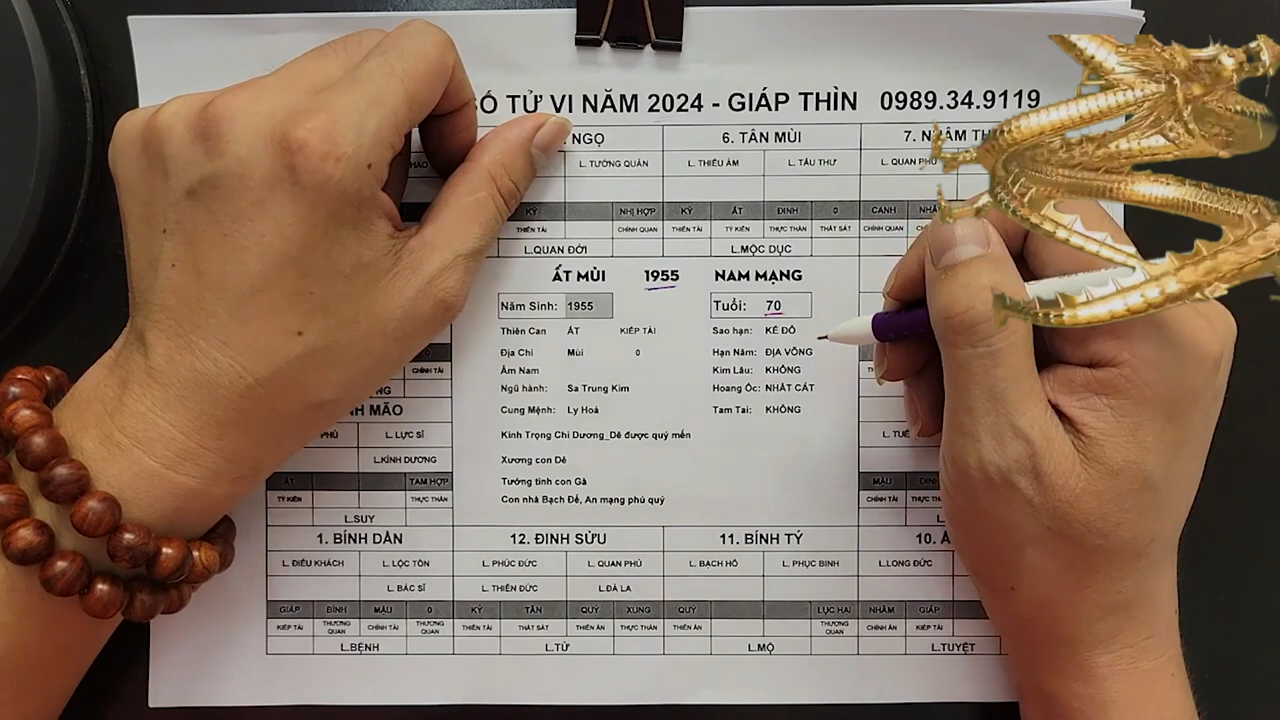 SỐ TỬ VI NĂM 2024 - GIÁP THÌN 0989.34.9119
NGỌ 6. TÂN MÙI 7. NHÂM
L. TƯỚNG QUÂN L. THIẾU ÂM L. TẤU THƯ L. QUAN PHỦ
KỶ NHỊ HỢP KỶ ẤT ĐINH 0 CANH
THIÊN TÀI CHÍNH QUAN THIÊN TÀI TỶ KIÊN THỰC THẦN THẤT SÁT CHÍNH QUAN
L.QUAN ĐỚI L.MỘC DỤC
ẤT MÙI 1955 NAM MẠNG
Năm Sinh: 1955 Tuổi: 70
Thiên Can ẤT KIẾP TÀI Sao hạn: KẾ ĐÔ
Địa Chi Mùi 0 Hạn Năm: ĐỊA VÕNG
Âm Nam Kim Lâu: KHÔNG
Ngũ hành: Sa Trung Kim Hoang Ốc: NHẤT CÁT
Cung Mệnh: Ly Hoả Tam Tai: KHÔNG
Kính Trọng Chi Dương_Dê được quý mến
Xương con Dê
Tướng tinh con Gà
Con nhà Bạch Đế, An mạng phú quý
0
CHÍNH TÀI
MÃO
PHÙ L. LỰC SĨ
L.KÌNH DƯƠNG
ẤT TAM HỢP
TỶ KIÊN THỰC THẦN
L.SUY
MẬU
CHÍNH TÀI
1. BÍNH DẦN 12. ĐINH SỬU 11. BÍNH TÝ 10.
L. ĐIẾU KHÁCH L. LỘC TỒN L. PHÚC ĐỨC L. QUAN PHỦ L. BẠCH HỔ L. PHỤC BINH L.LONG ĐỨC
L. BÁC SĨ L. THIÊN ĐỨC L.ĐÀ LA
GIÁP BÍNH MẬU 0 KỶ TÂN QUÝ XUNG QUÝ LỤC HẠI NHÂM GIÁP
KIẾP TÀI THƯƠNG QUAN CHÍNH TÀI THƯƠNG QUAN THIÊN TÀI THẤT SÁT THIÊN ẤN THỰC THẦN THIÊN ẤN THƯƠNG QUAN CHÍNH ẤN KIẾP TÀI
L.BỆNH L.TỬ L.MỘ L.TUYỆT